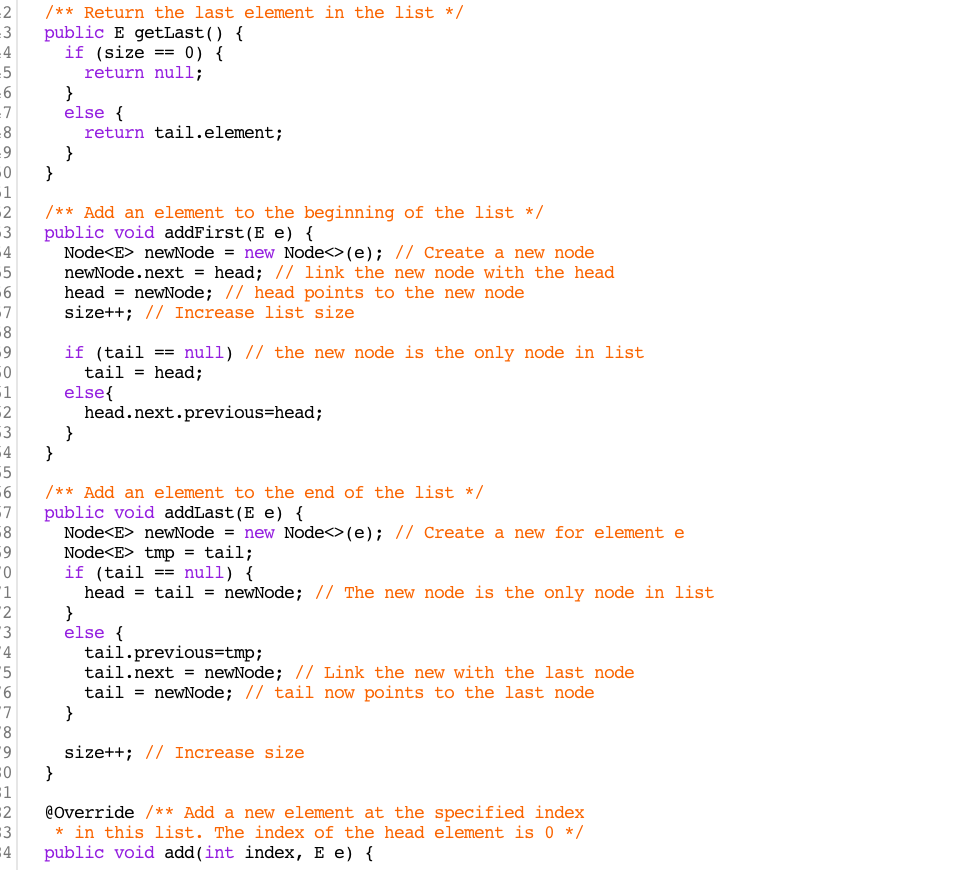 2 /** Return the last element in the list */
3 public E getLast() {
4 if (size == 0) {
5 return null;
6 }
7 else {
8 return tail.element;
9 }
0 }
1
2 /** Add an element to the beginning of the list */
3 public void addFirst(E e) {
4 Node<E> newNode = new Node<>(e); // Create a new node
5 newNode.next = head; // link the new node with the head
6 head = newNode; // head points to the new node
7 size++; // Increase list size
8
9 if (tail == null) // the new node is the only node in list
0 tail = head;
1 else{
2 head.next.previous=head;
3 }
4 }
5
6 /** Add an element to the end of the list */
7 public void addLast(E e) {
8 Node<E> newNode = new Node<>(e); // Create a new for element e
9 Node<E> tmp = tail;
0 if (tail == null) {
1 head = tail = newNode; // The new node is the only node in list
2 }
3 else {
4 tail.previous=tmp;
5 tail.next = newNode; // Link the new with the last node
6 tail = newNode; // tail now points to the last node
7 }
8
9 size++; // Increase size
0 }
1
2 @Override /** Add a new element at the specified index
3 * in this list. The index of the head element is 0 */
4 public void add(int index, E e) {